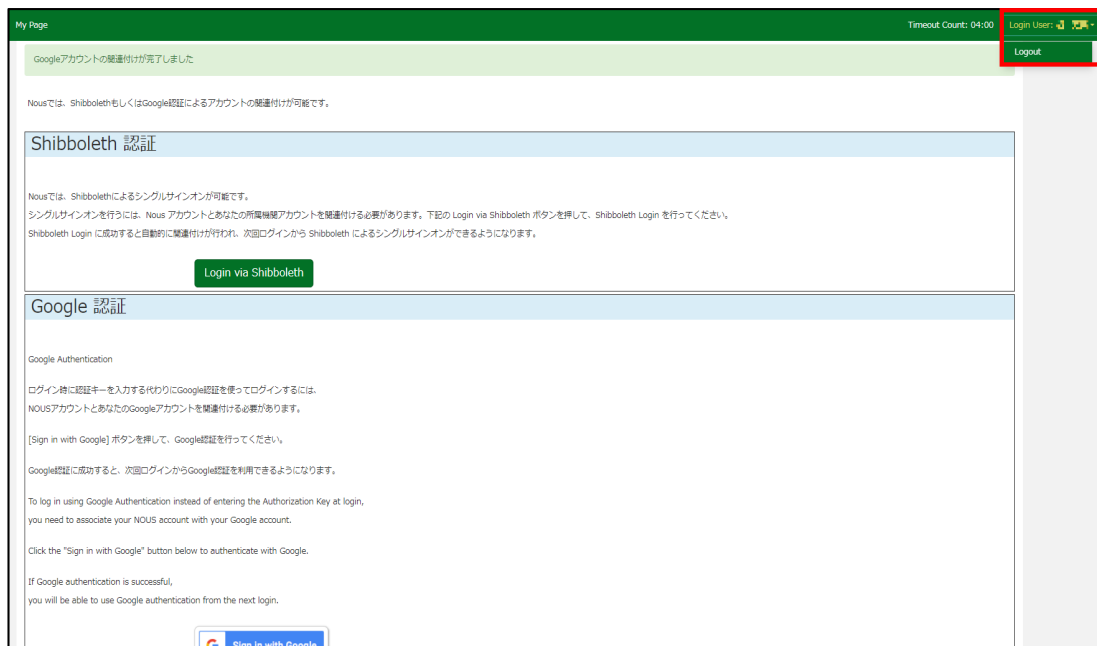 My Page
Timeout Count: 04:00
Login User:
Logout
Googleアカウントの関連付けが完了しました
Nousでは、ShibbolethもしくはGoogle認証によるアカウントの関連付けが可能です。
Shibboleth 認証
Nousでは、Shibbolethによるシングルサインオンが可能です。
シングルサインオンを行うには、Nous アカウントとあなたの所属機関アカウントを関連付ける必要があります。下記の Login via Shibboleth ボタンを押して、Shibboleth Login を行ってください。
Shibboleth Login に成功すると自動的に関連付けが行われ、次回ログインから Shibboleth によるシングルサインオンができるようになります。
Login via Shibboleth
Google 認証
Google Authentication
ログイン時に認証キーを入力する代わりにGoogle認証を使ってログインするには、
NOUSアカウントとあなたのGoogleアカウントを関連付ける必要があります。
[Sign in with Google] ボタンを押して、Google認証を行ってください。
Google認証に成功すると、次回ログインからGoogle認証を利用できるようになります。
To log in using Google Authentication instead of entering the Authorization Key at login,
you need to associate your NOUS account with your Google account.
Click the "Sign in with Google" button below to authenticate with Google.
If Google authentication is successful,
you will be able to use Google authentication from the next login.
Sign in with Google